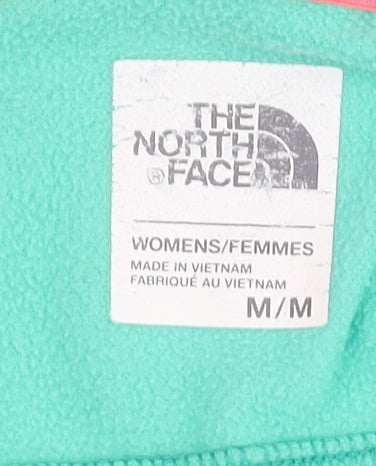 THE
NORTH
® FACE
WOMENS/FEMMES
MADE IN VIETNAM
FABRIQUÉ AU VIETNAM
M/M